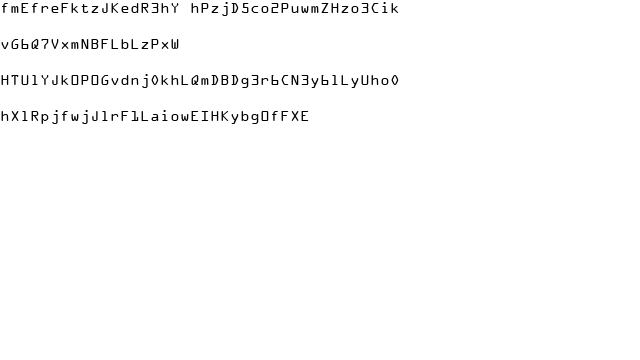 fmEfreFktzJKedR3hY hPzjD5co2PuwmZHzo3Cik
vG6Q7VxmNBFLbLzPxW
HTUlYJkOPOGvdnj0khLQmDBDg3r6CN3y6lLyUho0
hXlRpjfwjJlrF1LaiowEIHKybgOfFXE